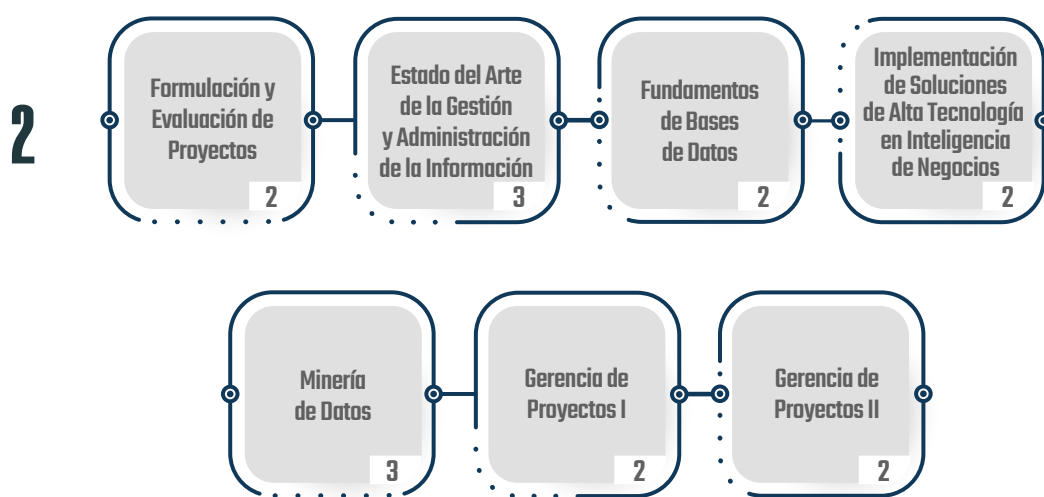 2
Formulación y
Evaluación de
Proyectos
2
Estado del Arte
de la Gestión
y Administración
de la Información
3
Fundamentos
de Bases
de Datos
2
Implementación
de Soluciones
de Alta Tecnología
en Inteligencia
de Negocios
2
Minería
de Datos
3
Gerencia de
Proyectos I
2
Gerencia de
Proyectos II
2